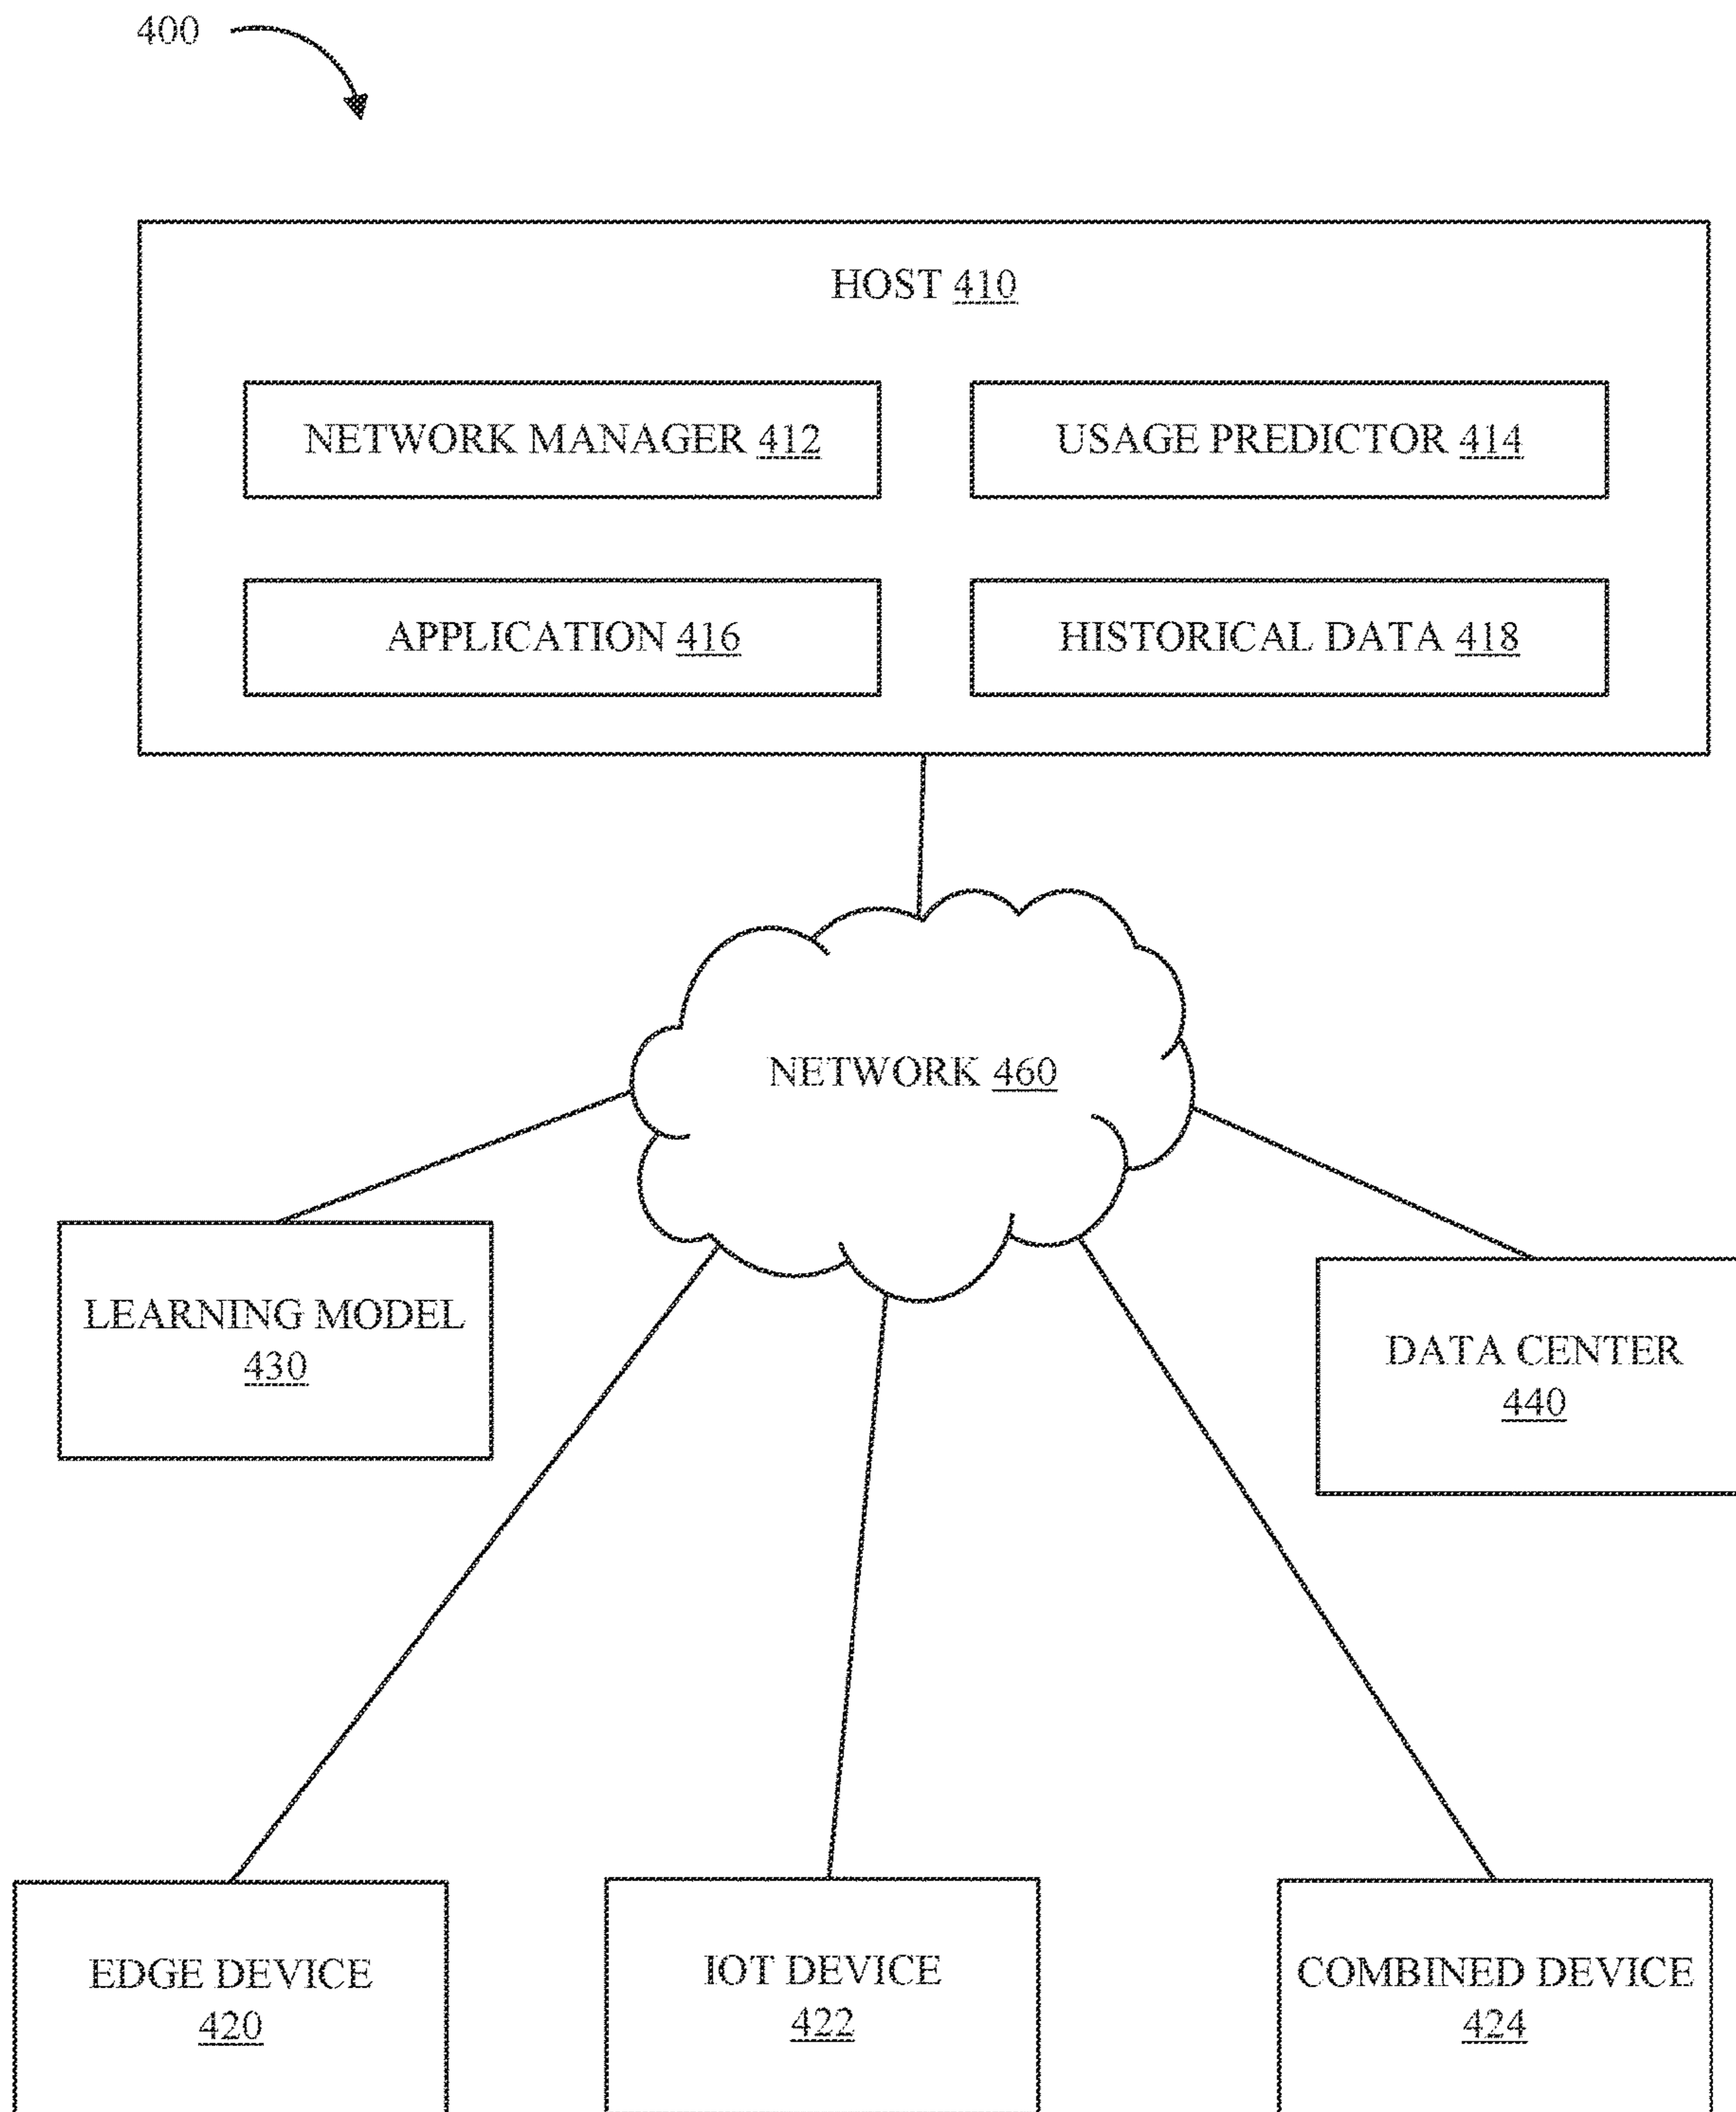 400
HOST 410
NETWORK MANAGER 412
USAGE PREDICTOR 414
APPLICATION 416
HISTORICAL DATA 418
NETWORK 460
LEARNING MODEL
430
DATA CENTER
440
EDGE DEVICE
420
IOT DEVICE
422
COMBINED DEVICE
424